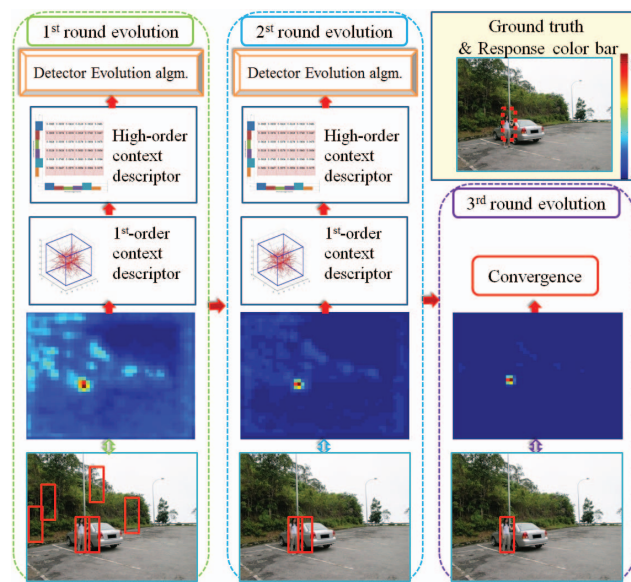 1st round evolution
Detector Evolution algm.
High-order
context
descriptor
1st-order
context
descriptor
2st round evolution
Detector Evolution algm.
High-order
context
descriptor
1st-order
context
descriptor
Ground truth
& Response color bar
3rd round evolution
Convergence